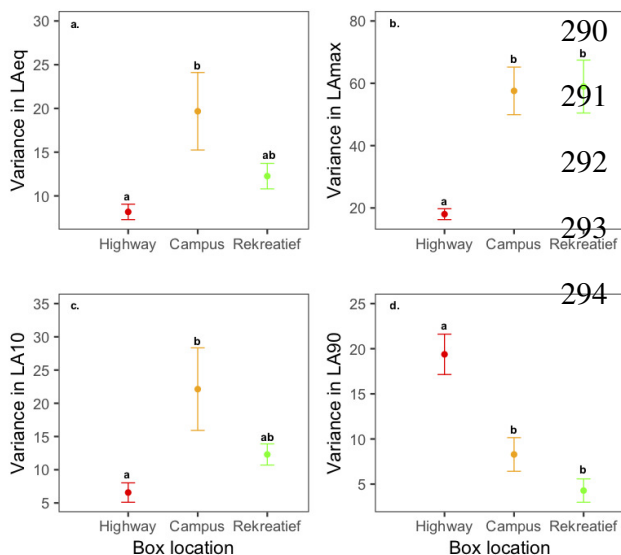 a.
Variance in LAeq
30
25
20
15
10
a
b
ab
Highway Campus Rekreatief
b.
Variance in LAmax
80
60
40
20
a
b
b
Highway Campus Rekreatief
290
291
292
293
294
c.
Variance in LA10
35
30
25
20
15
10
5
a
b
ab
Highway Campus Rekreatief
Box location
d.
Variance in LA90
25
20
15
10
5
a
b
b
Highway Campus Rekreatief
Box location